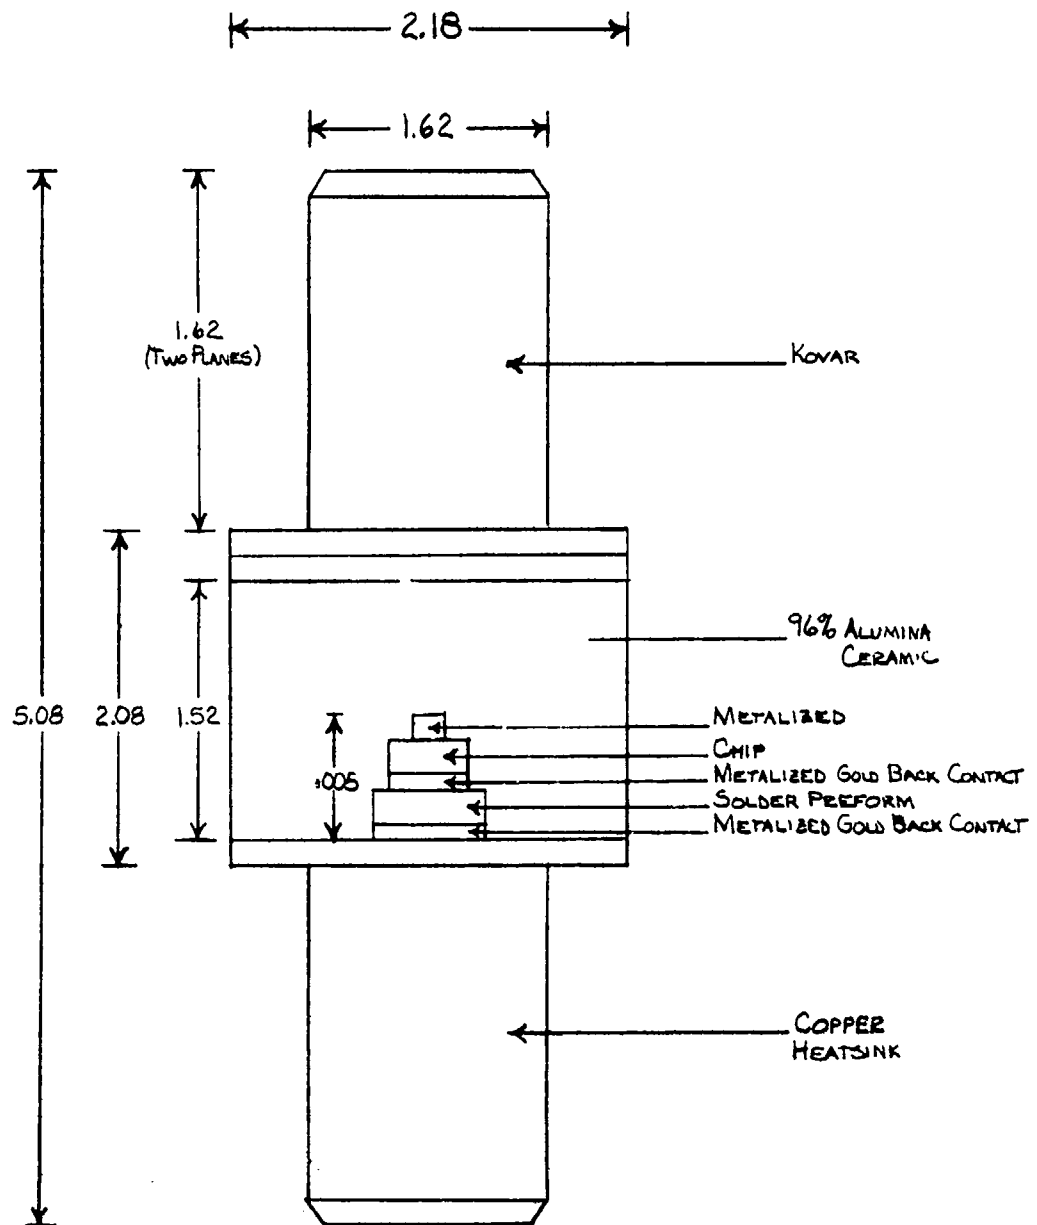 2.18
1.62
1.62
(TWO PLANES)
KOVAR
96% ALUMINA
CERAMIC
5.08
2.08
1.52
.005
METALIZED
CHIP
METALIZED GOLD BACK CONTACT
SOLDER PREFORM
METALIZED GOLD BACK CONTACT
COPPER
HEATSINK